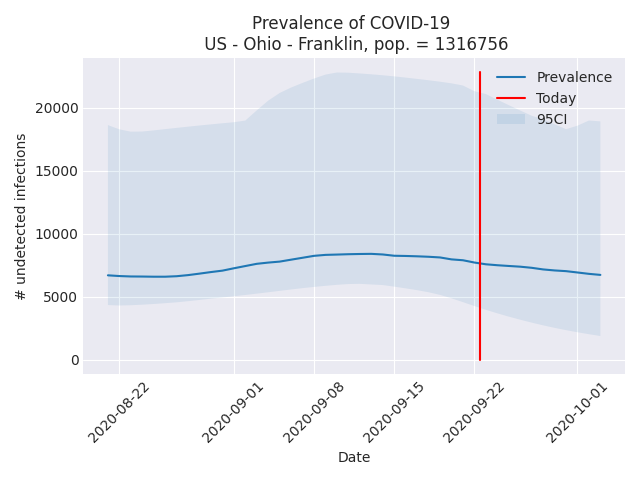 Prevalence of COVID-19
US - Ohio - Franklin, pop. = 1316756
Prevalence
Today
95CI
20000
15000
10000
5000
0
# undetected infections
2020-08-22
2020-09-01
2020-09-08
2020-09-15
2020-09-22
2020-10-01
Date